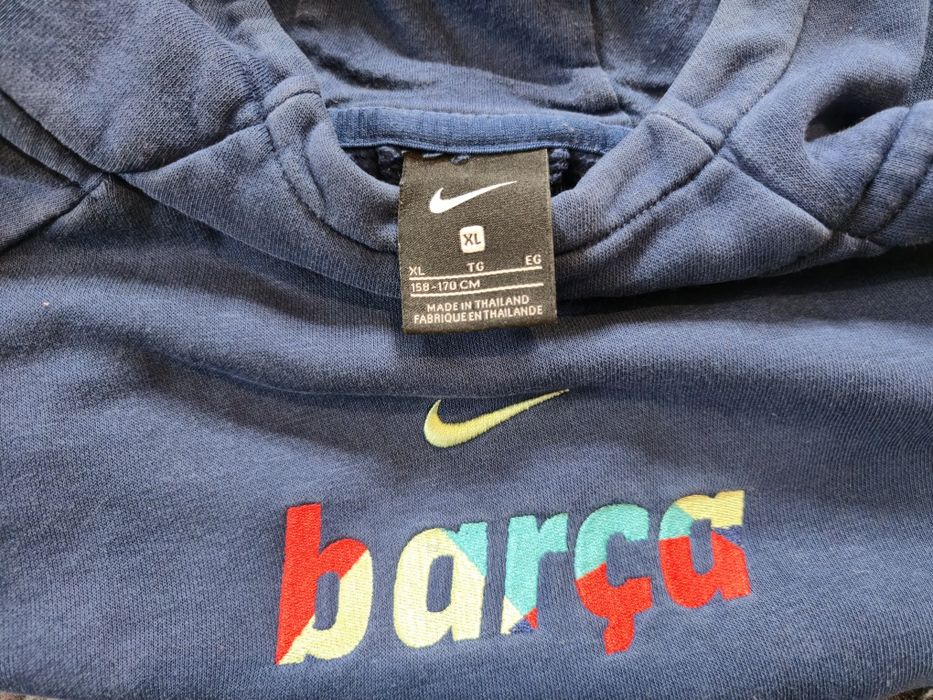 XL
XL TG EG
158-170 CM
MADE IN THAILAND
FABRIQUE EN THAILANDE
barça